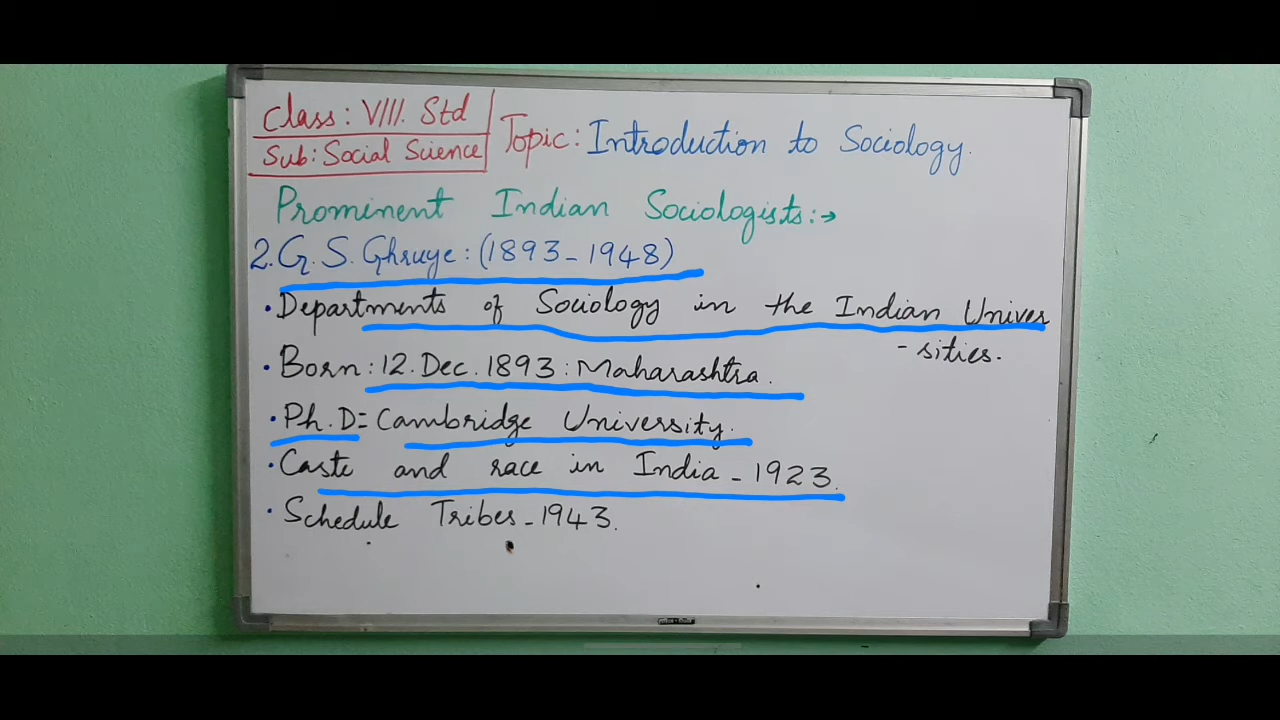 Class: VIII. Std
Sub: Social Science
Topic: Introduction to Sociology.
Prominent Indian Sociologists:→
2. G. S. Ghruye: (1893-1948)
• Departments of Sociology in the Indian Univer
-sities.
• Born: 12. Dec. 1893: Maharashtra.
• Ph. D = Cambridge University.
• Caste and race in India - 1923.
• Schedule Tribes - 1943.